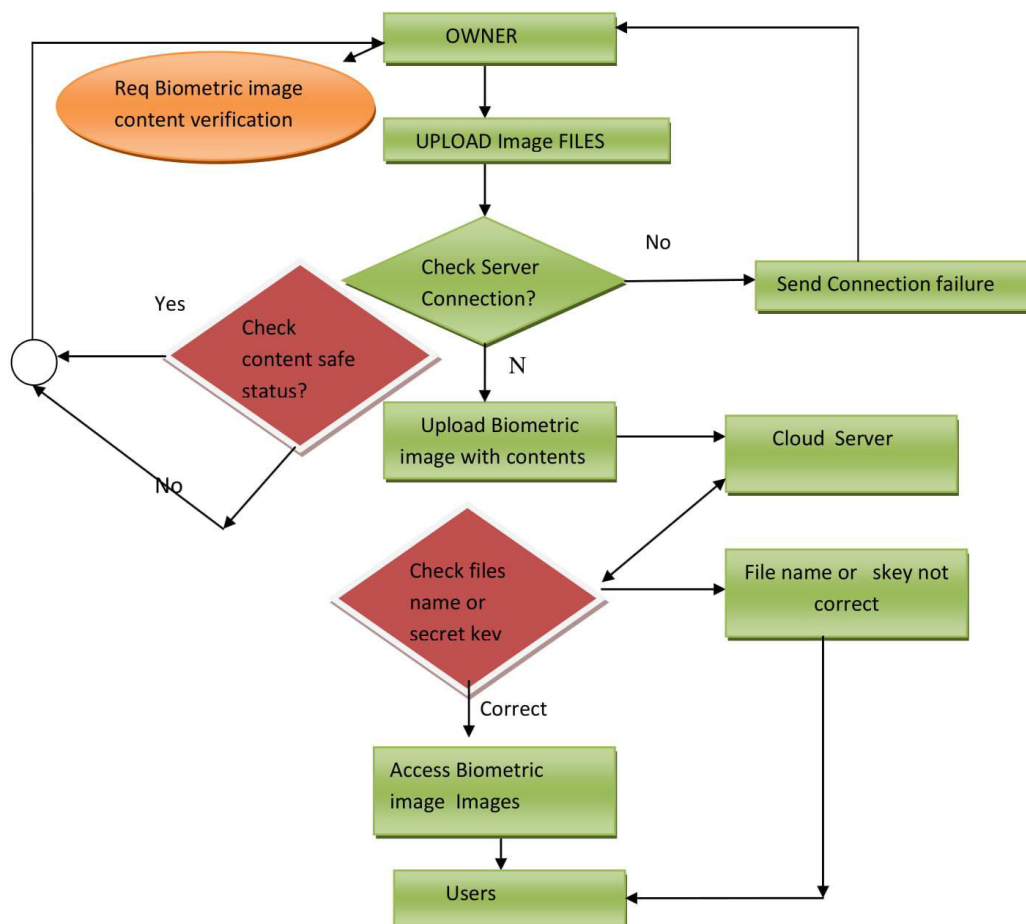 OWNER
Req Biometric image
content verification
UPLOAD Image FILES
No
Check Server
Connection?
Send Connection failure
Yes
Check
content safe
status?
N
Upload Biometric
image with contents
Cloud Server
No
Check files
name or
secret key
File name or skey not
correct
Correct
Access Biometric
image Images
Users